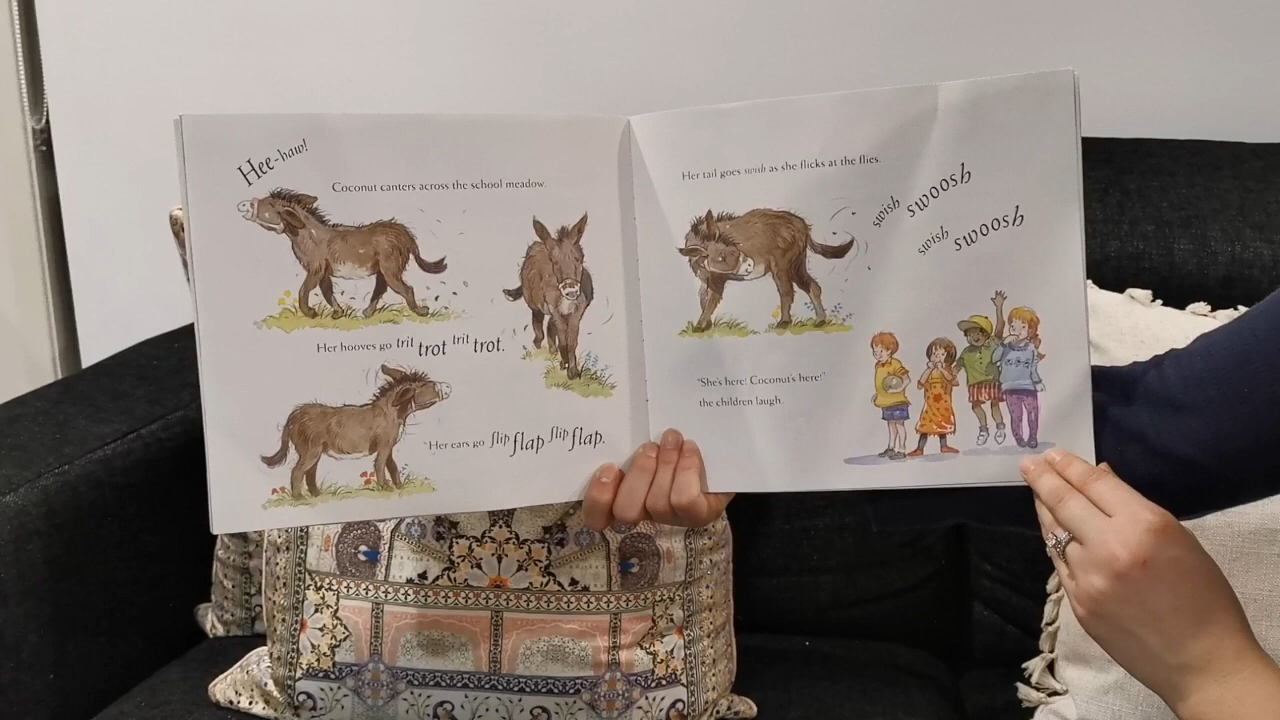 Hee-haw!
Coconut canters across the school meadow.
Her hooves go trit trot trit trot.
Her ears go flip flap flip flap.
Her tail goes swish as she flicks at the flies.
swish swoosh
swish swoosh
"She's here! Coconut's here!"
the children laugh.